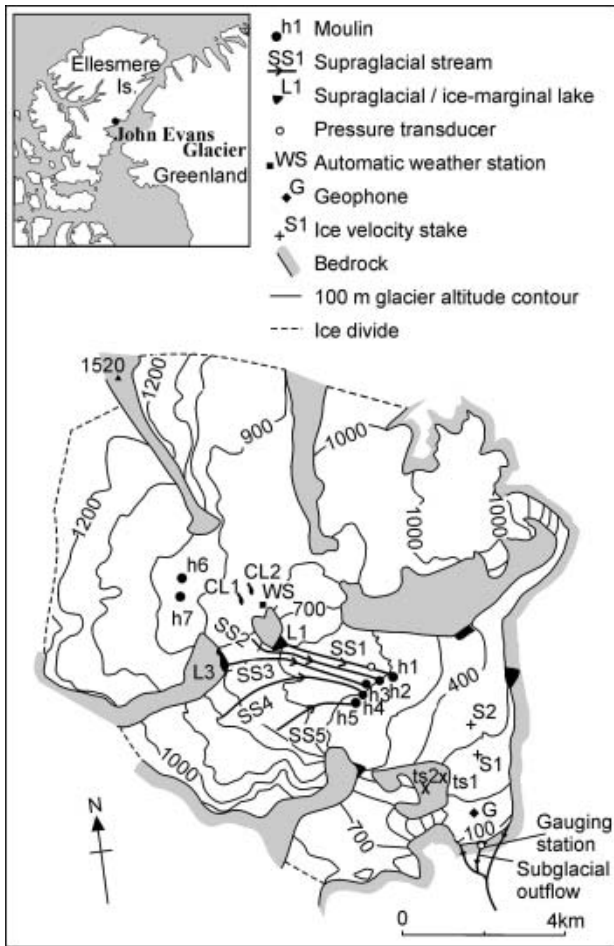 Ellesmere
Is.
John Evans
Glacier
Greenland
h1 Moulin
SS1 Supraglacial stream
L1 Supraglacial / ice-marginal lake
Pressure transducer
WS Automatic weather station
G Geophone
S1 Ice velocity stake
Bedrock
100 m glacier altitude contour
Ice divide
1520
1200
900
1000
1200
1000
1000
h6
h7
CL1
CL2
WS
700
SS2
L1
SS1
L3
SS3
h1
h2
h3
h4
h5
SS4
SS5
400
S2
S1
1000
ts2x
x
ts1
G
700
100
Gauging
station
Subglacial
outflow
N
0 4km